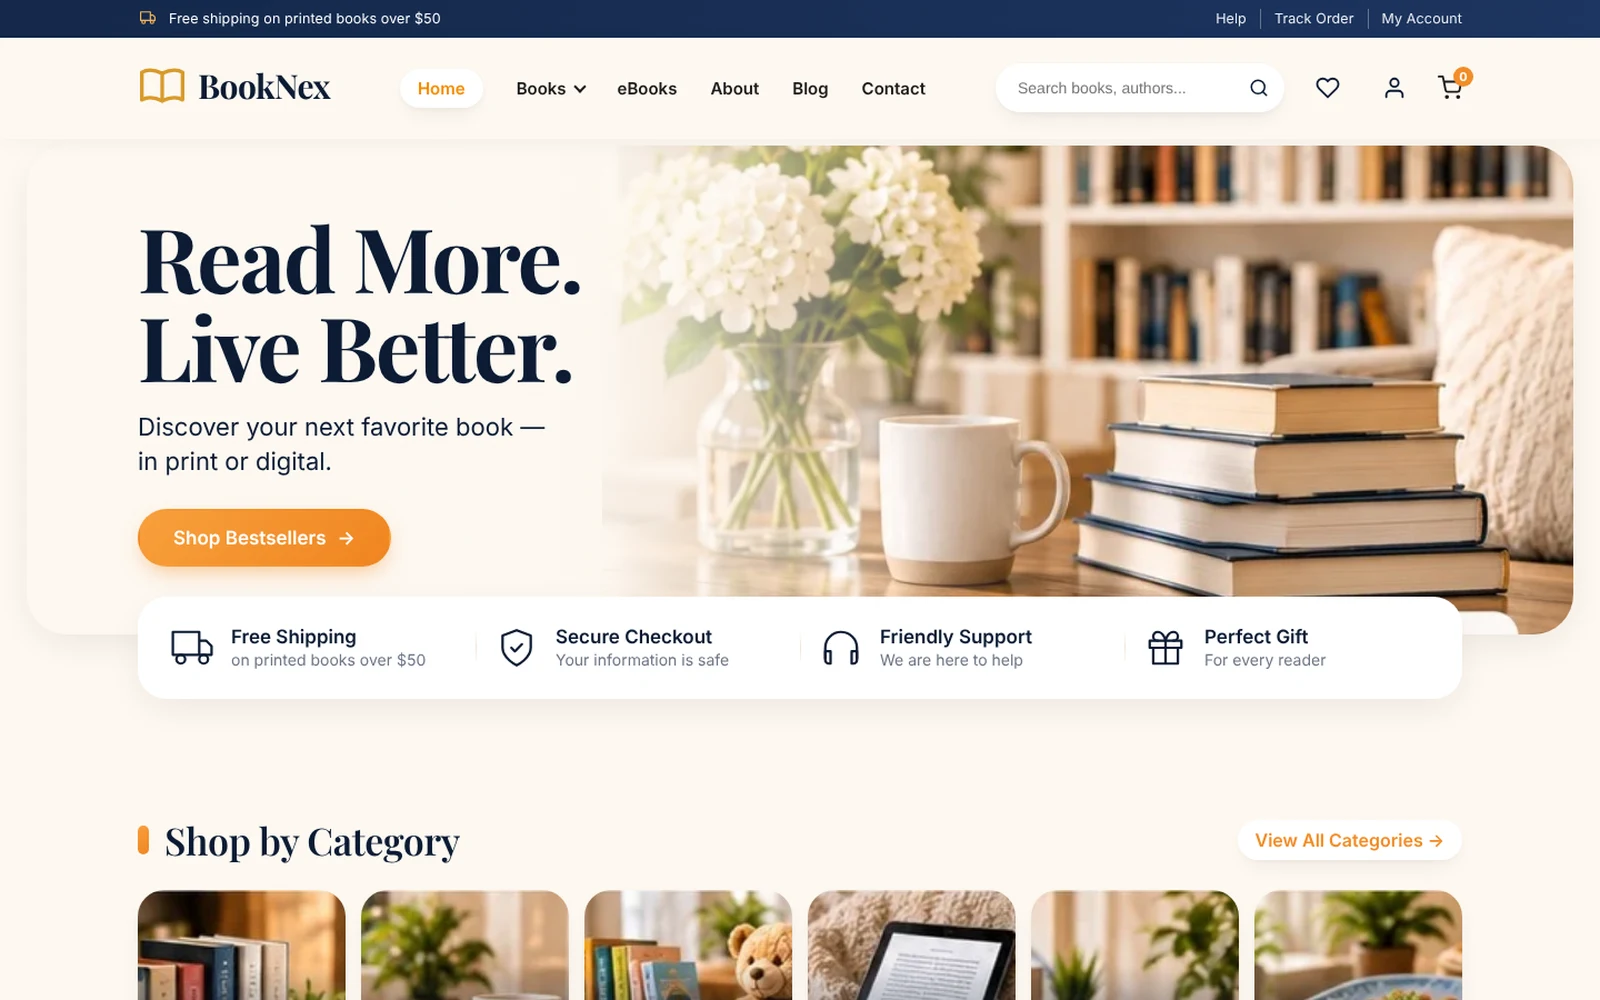 Free shipping on printed books over $50
Help
Track Order
My Account
BookNex
Home
Books
eBooks
About
Blog
Contact
Search books, authors...
0
Read More.
Live Better.
Discover your next favorite book —
in print or digital.
Shop Bestsellers →
Free Shipping
on printed books over $50
Secure Checkout
Your information is safe
Friendly Support
We are here to help
Perfect Gift
For every reader
Shop by Category
View All Categories →